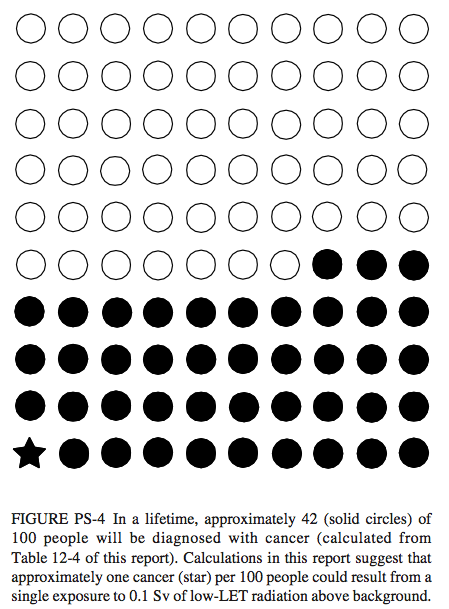 FIGURE PS-4 In a lifetime, approximately 42 (solid circles) of
100 people will be diagnosed with cancer (calculated from
Table 12-4 of this report). Calculations in this report suggest that
approximately one cancer (star) per 100 people could result from a
single exposure to 0.1 Sv of low-LET radiation above background.